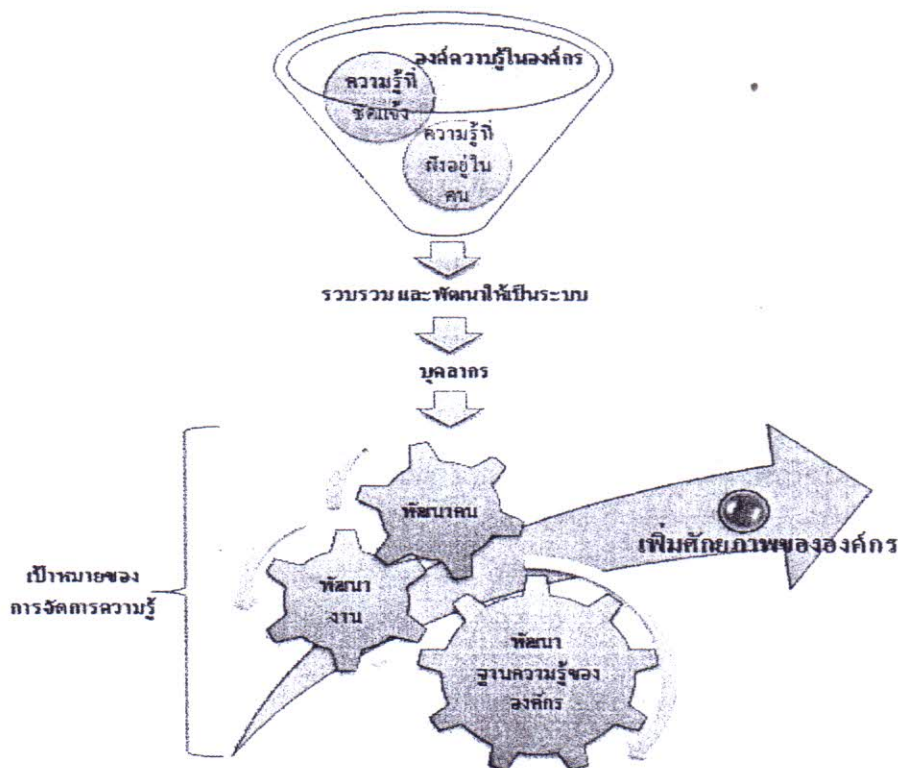 องค์ความรู้ในองค์กร
ความรู้ที่
ชัดแจ้ง
ความรู้ที่
ฝังอยู่ใน
คน
รวบรวม และพัฒนาให้เป็นระบบ
บุคลากร
พัฒนาคน
เพิ่มศักยภาพขององค์กร
เป้าหมายของ
การจัดการความรู้
พัฒนา
งาน
พัฒนา
ฐานความรู้ของ
องค์กร